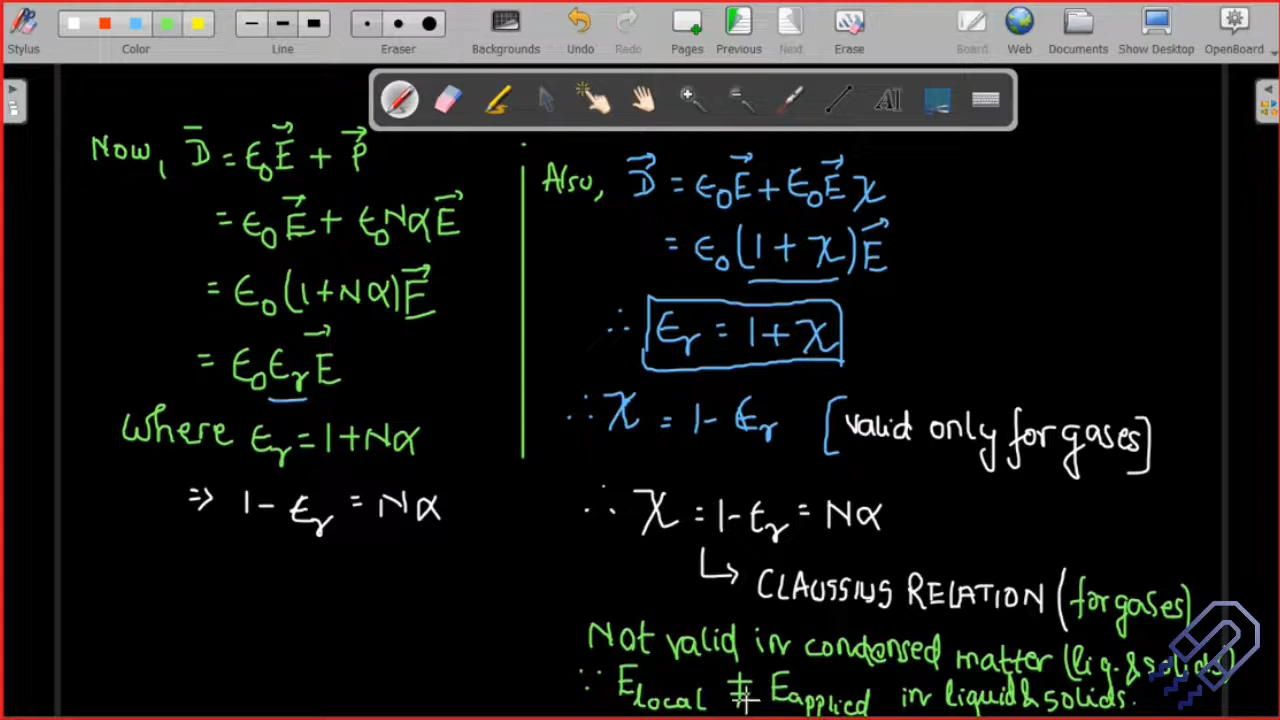 Stylus Color Line Eraser Backgrounds Undo Redo Pages Previous Next Erase Board Web Documents Show Desktop OpenBoard
Now, D̅ = ϵ₀E⃗ + P⃗
= ϵ₀E⃗ + ϵ₀NαE⃗
= ϵ₀(1+Nα)E⃗
= ϵ₀ϵᵣE⃗
where ϵᵣ = 1+Nα
⇒ 1-ϵᵣ = Nα
Also, D⃗ = ϵ₀E⃗ + ϵ₀E⃗χ
= ϵ₀(1+χ)E⃗
∴ ϵᵣ = 1+χ
∴ χ = 1-ϵᵣ [valid only for gases]
∴ χ = 1-ϵᵣ = Nα
↳ CLAUSSIUS RELATION (for gases)
Not valid in condensed matter (liq. & solids)
∵ E local ≠ E applied in liquid & solids.